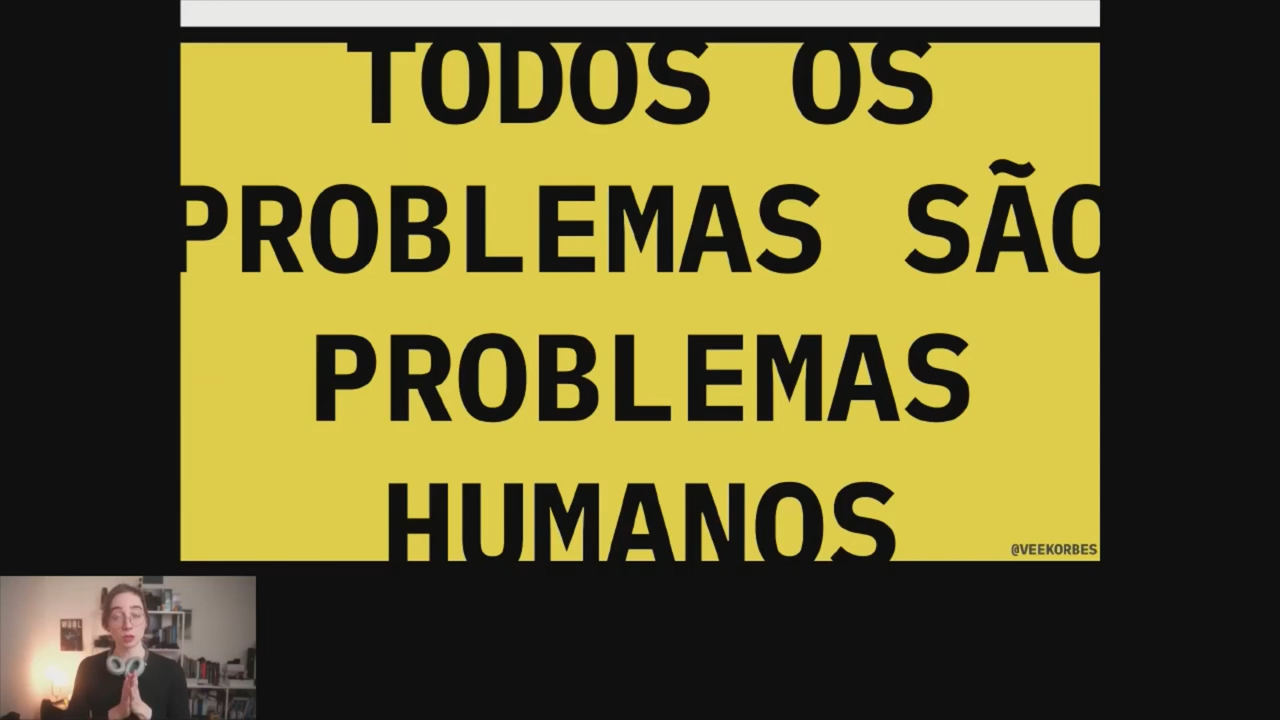 TODOS OS
PROBLEMAS SÃO
PROBLEMAS
HUMANOS
@VEEKORBES